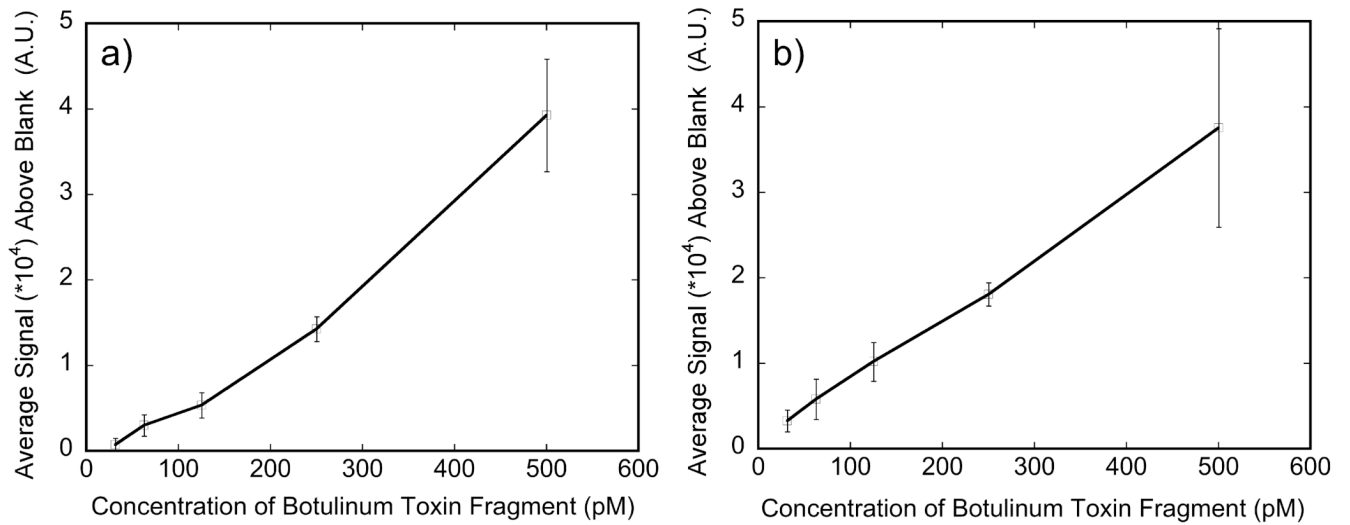 a)
Average Signal (*10⁴) Above Blank (A.U.)
5
4
3
2
1
0
0 100 200 300 400 500 600
Concentration of Botulinum Toxin Fragment (pM)
b)
Average Signal (*10⁴) Above Blank (A.U.)
5
4
3
2
1
0
0 100 200 300 400 500 600
Concentration of Botulinum Toxin Fragment (pM)